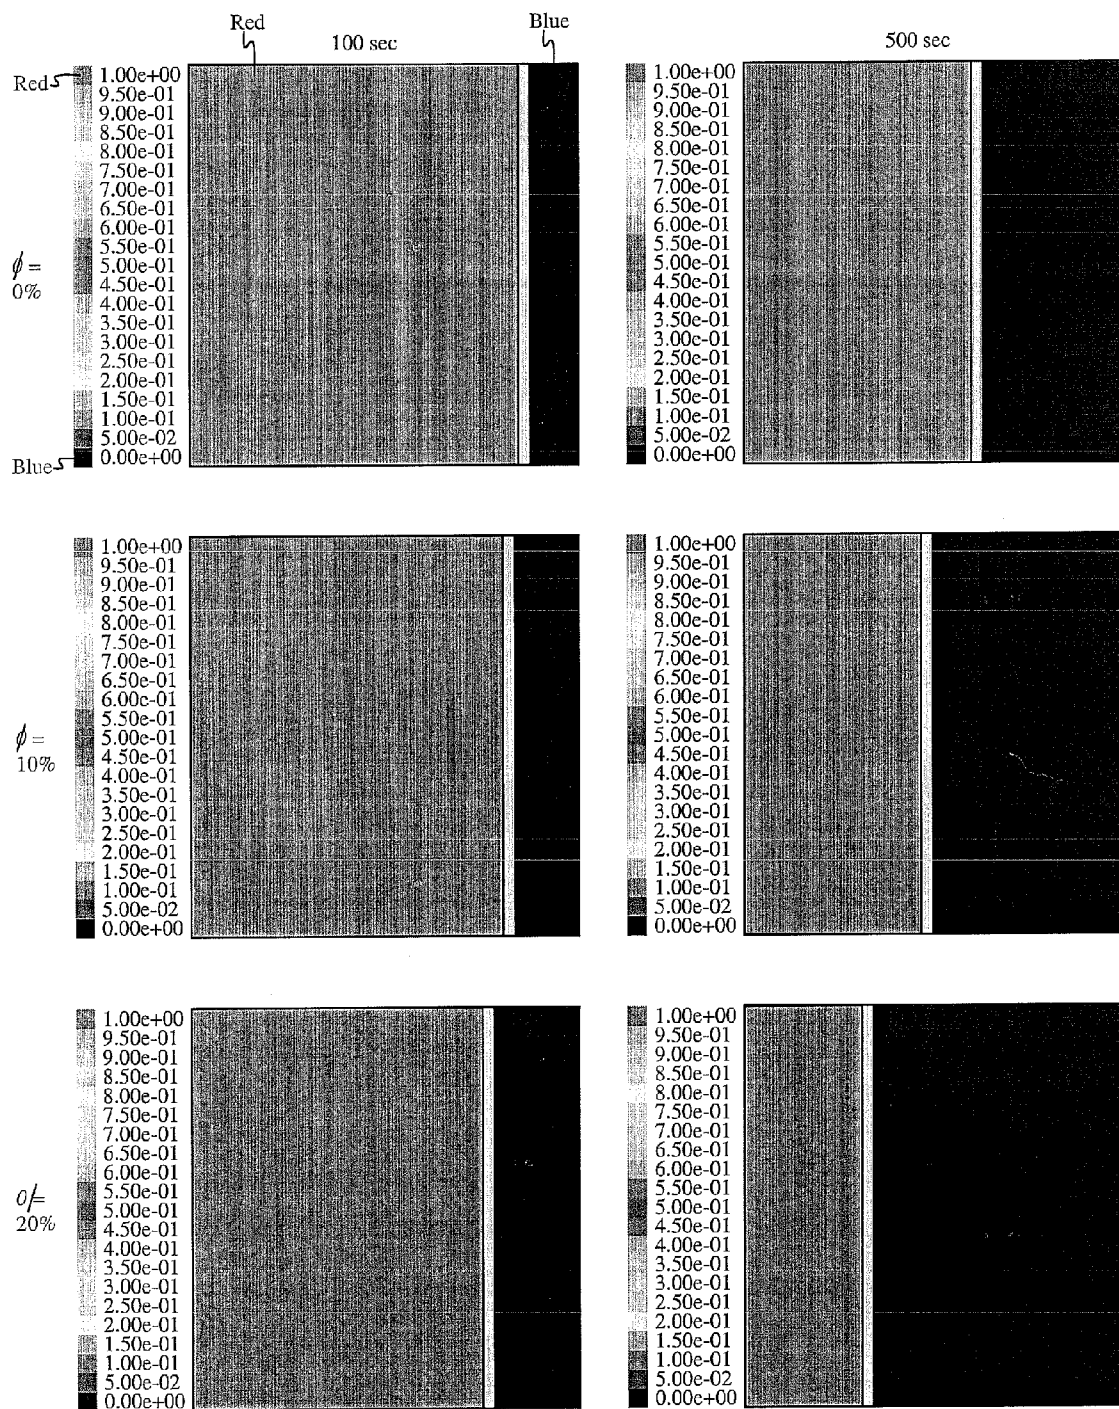 Red
100 sec
Blue
500 sec
Red
1.00e+00
9.50e-01
9.00e-01
8.50e-01
8.00e-01
7.50e-01
7.00e-01
6.50e-01
6.00e-01
5.50e-01
5.00e-01
4.50e-01
4.00e-01
3.50e-01
3.00e-01
2.50e-01
2.00e-01
1.50e-01
1.00e-01
5.00e-02
0.00e+00
ϕ =
0%
Blue
1.00e+00
9.50e-01
9.00e-01
8.50e-01
8.00e-01
7.50e-01
7.00e-01
6.50e-01
6.00e-01
5.50e-01
5.00e-01
4.50e-01
4.00e-01
3.50e-01
3.00e-01
2.50e-01
2.00e-01
1.50e-01
1.00e-01
5.00e-02
0.00e+00
ϕ =
10%
1.00e+00
9.50e-01
9.00e-01
8.50e-01
8.00e-01
7.50e-01
7.00e-01
6.50e-01
6.00e-01
5.50e-01
5.00e-01
4.50e-01
4.00e-01
3.50e-01
3.00e-01
2.50e-01
2.00e-01
1.50e-01
1.00e-01
5.00e-02
0.00e+00
1.00e+00
9.50e-01
9.00e-01
8.50e-01
8.00e-01
7.50e-01
7.00e-01
6.50e-01
6.00e-01
5.50e-01
5.00e-01
4.50e-01
4.00e-01
3.50e-01
3.00e-01
2.50e-01
2.00e-01
1.50e-01
1.00e-01
5.00e-02
0.00e+00
0/=
20%
1.00e+00
9.50e-01
9.00e-01
8.50e-01
8.00e-01
7.50e-01
7.00e-01
6.50e-01
6.00e-01
5.50e-01
5.00e-01
4.50e-01
4.00e-01
3.50e-01
3.00e-01
2.50e-01
2.00e-01
1.50e-01
1.00e-01
5.00e-02
0.00e+00
1.00e+00
9.50e-01
9.00e-01
8.50e-01
8.00e-01
7.50e-01
7.00e-01
6.50e-01
6.00e-01
5.50e-01
5.00e-01
4.50e-01
4.00e-01
3.50e-01
3.00e-01
2.50e-01
2.00e-01
1.50e-01
1.00e-01
5.00e-02
0.00e+00